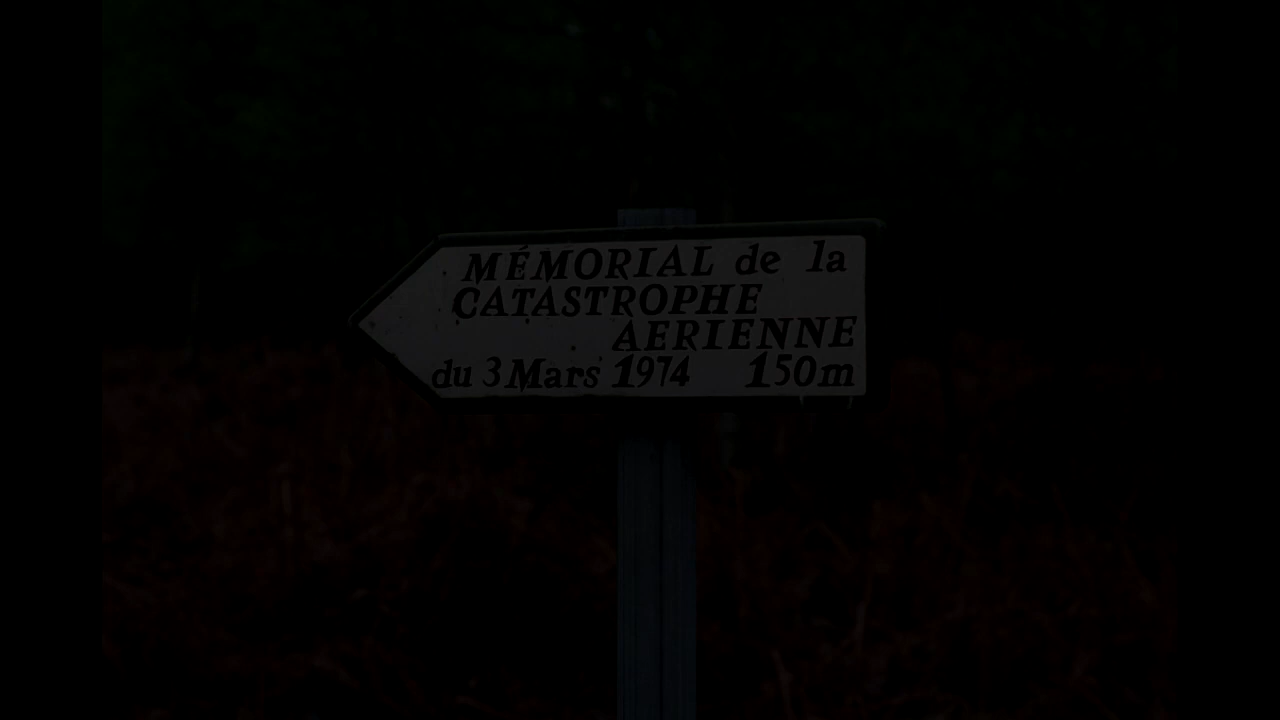 MÉMORIAL de la
CATASTROPHE
AERIENNE
du 3 Mars 1974 150m